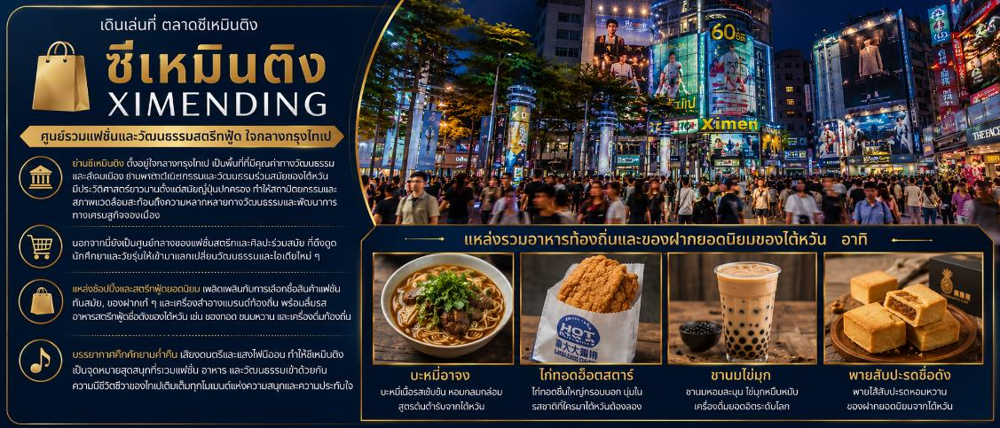 เดินเล่นที่ ตลาดซีเหมินติง
ซีเหมินติง
XIMENDING
ศูนย์รวมแฟชั่นและวัฒนธรรมสตรีทฟู้ด ใจกลางกรุงไทเป
ย่านซีเหมินติง ตั้งอยู่ใจกลางกรุงไทเป เป็นพื้นที่ที่มีคุณค่าทางวัฒนธรรม
และวัฒนธรรมร่วมสมัยของไต้หวัน
มีประวัติศาสตร์ยาวนานตั้งแต่สมัยญี่ปุ่นปกครอง ทำให้สถาปัตยกรรมและ
สภาพแวดล้อมสะท้อนถึงความหลากหลายทางวัฒนธรรมและพัฒนาการ
ทางเศรษฐกิจของเมือง
นอกจากนี้ยังเป็นศูนย์กลางของแฟชั่นสตรีทและศิลปะร่วมสมัย ที่ดึงดูด
นักศึกษาและวัยรุ่นให้เข้ามาแลกเปลี่ยนวัฒนธรรมและไอเดียใหม่ ๆ
แหล่งช้อปปิ้งและสตรีทฟู้ดยอดนิยม เพลิดเพลินกับการเลือกซื้อสินค้าแฟชั่น
ทันสมัย, ของฝากเก๋ ๆ และเครื่องสำอางแบรนด์ท้องถิ่น พร้อมลิ้มรส
อาหารสตรีทฟู้ดชื่อดังของไต้หวัน เช่น ของทอด ขนมหวาน และเครื่องดื่มท้องถิ่น
บรรยากาศคึกคักยามค่ำคืน เสียงดนตรีและแสงไฟนีออน ทำให้ซีเหมินติง
เป็นจุดหมายสุดสนุกที่รวมแฟชั่น อาหาร และวัฒนธรรมเข้าด้วยกัน
ความมีชีวิตชีวาของไทเปเติมเต็มทุกโมเมนต์แห่งความสนุกและความประทับใจ
60
Ximen
THE FACE
แหล่งรวมอาหารท้องถิ่นและของฝากยอดนิยมของไต้หวัน อาทิ
HOT
บะหมี่อาจง
บะหมี่เนื้อรสเข้มข้น หอมกลมกล่อม
สูตรต้นตำรับจากไต้หวัน
ไก่ทอดฮ็อตสตาร์
ไก่ทอดชิ้นใหญ่กรอบนอก นุ่มใน
รสชาติที่ใครมาไต้หวันต้องลอง
ชานมไข่มุก
ชานมหอมละมุน ไข่มุกหนึบหนับ
เครื่องดื่มยอดฮิตระดับโลก
พายสับปะรดชื่อดัง
พายไส้สับปะรดหอมหวาน
ของฝากยอดนิยมจากไต้หวัน